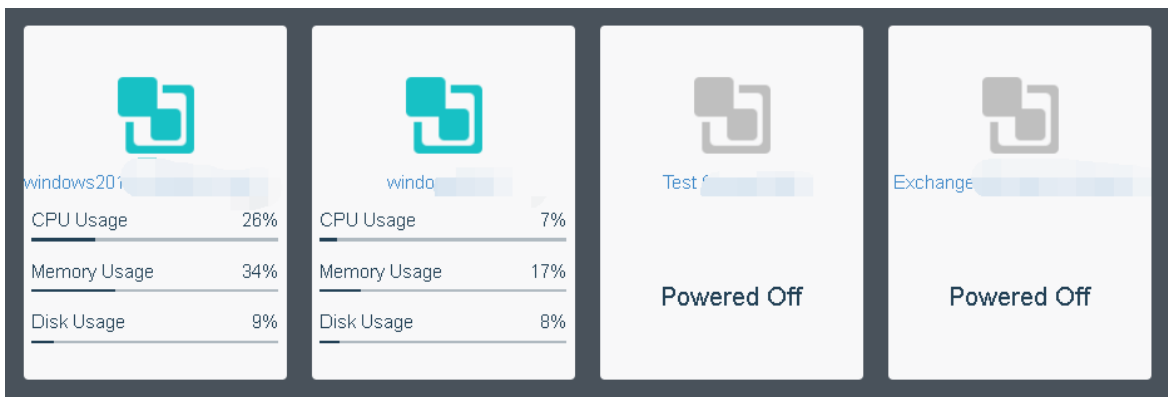 windows201
CPU Usage 26%
Memory Usage 34%
Disk Usage 9%
windo
CPU Usage 7%
Memory Usage 17%
Disk Usage 8%
Test
Powered Off
Exchange
Powered Off